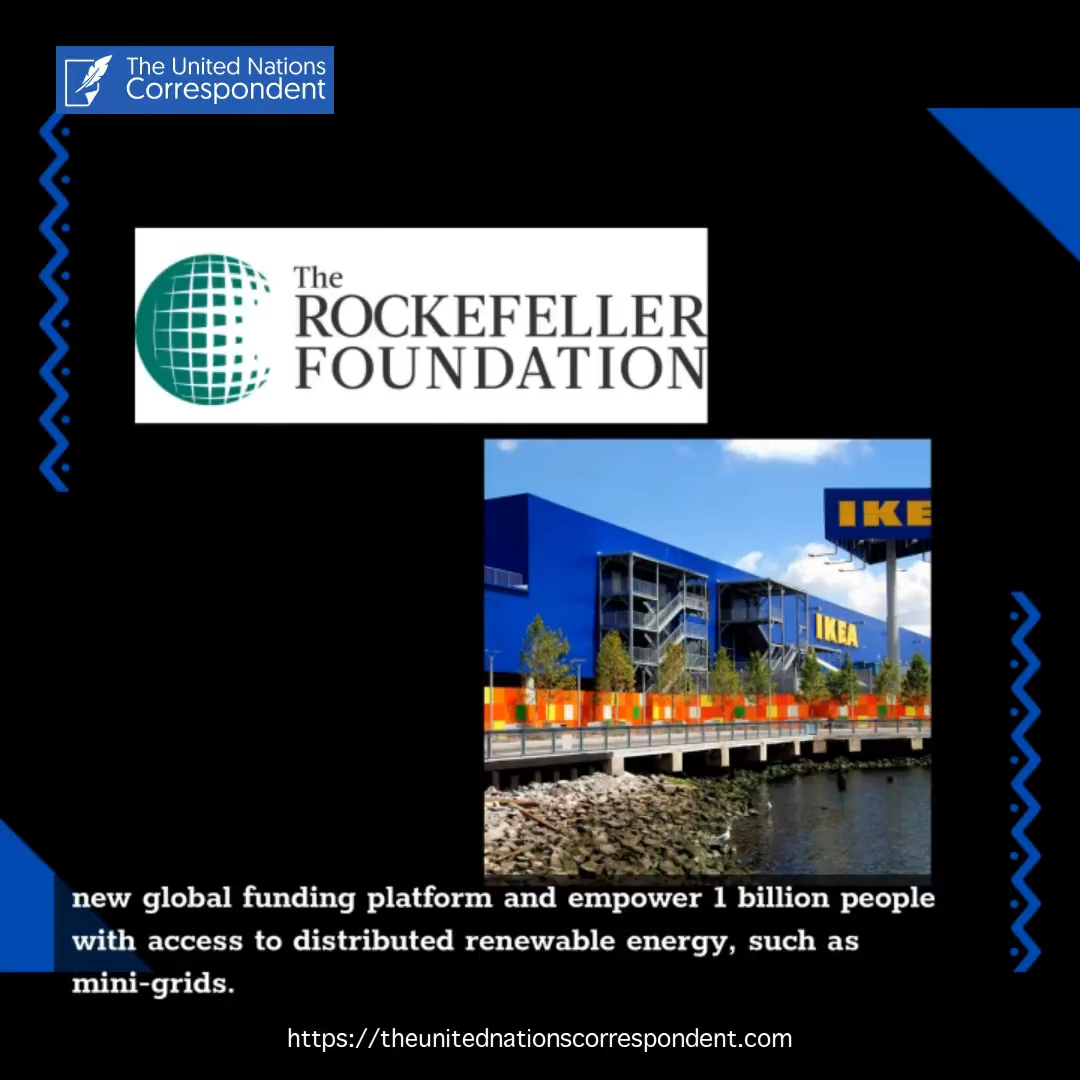 The United Nations
Correspondent
The
ROCKEFELLER
FOUNDATION
IKE
IKEA
new global funding platform and empower 1 billion people
with access to distributed renewable energy, such as
mini-grids.
https://theunitednationscorrespondent.com